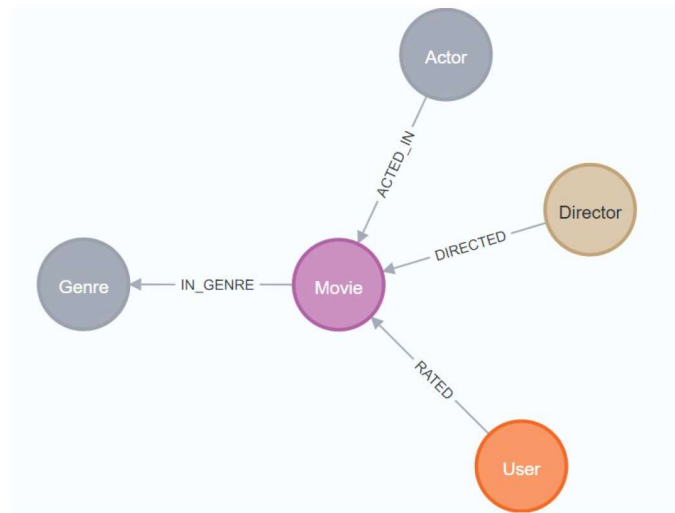 Actor
ACTED_IN
Director
DIRECTED
Genre
IN_GENRE
Movie
RATED
User